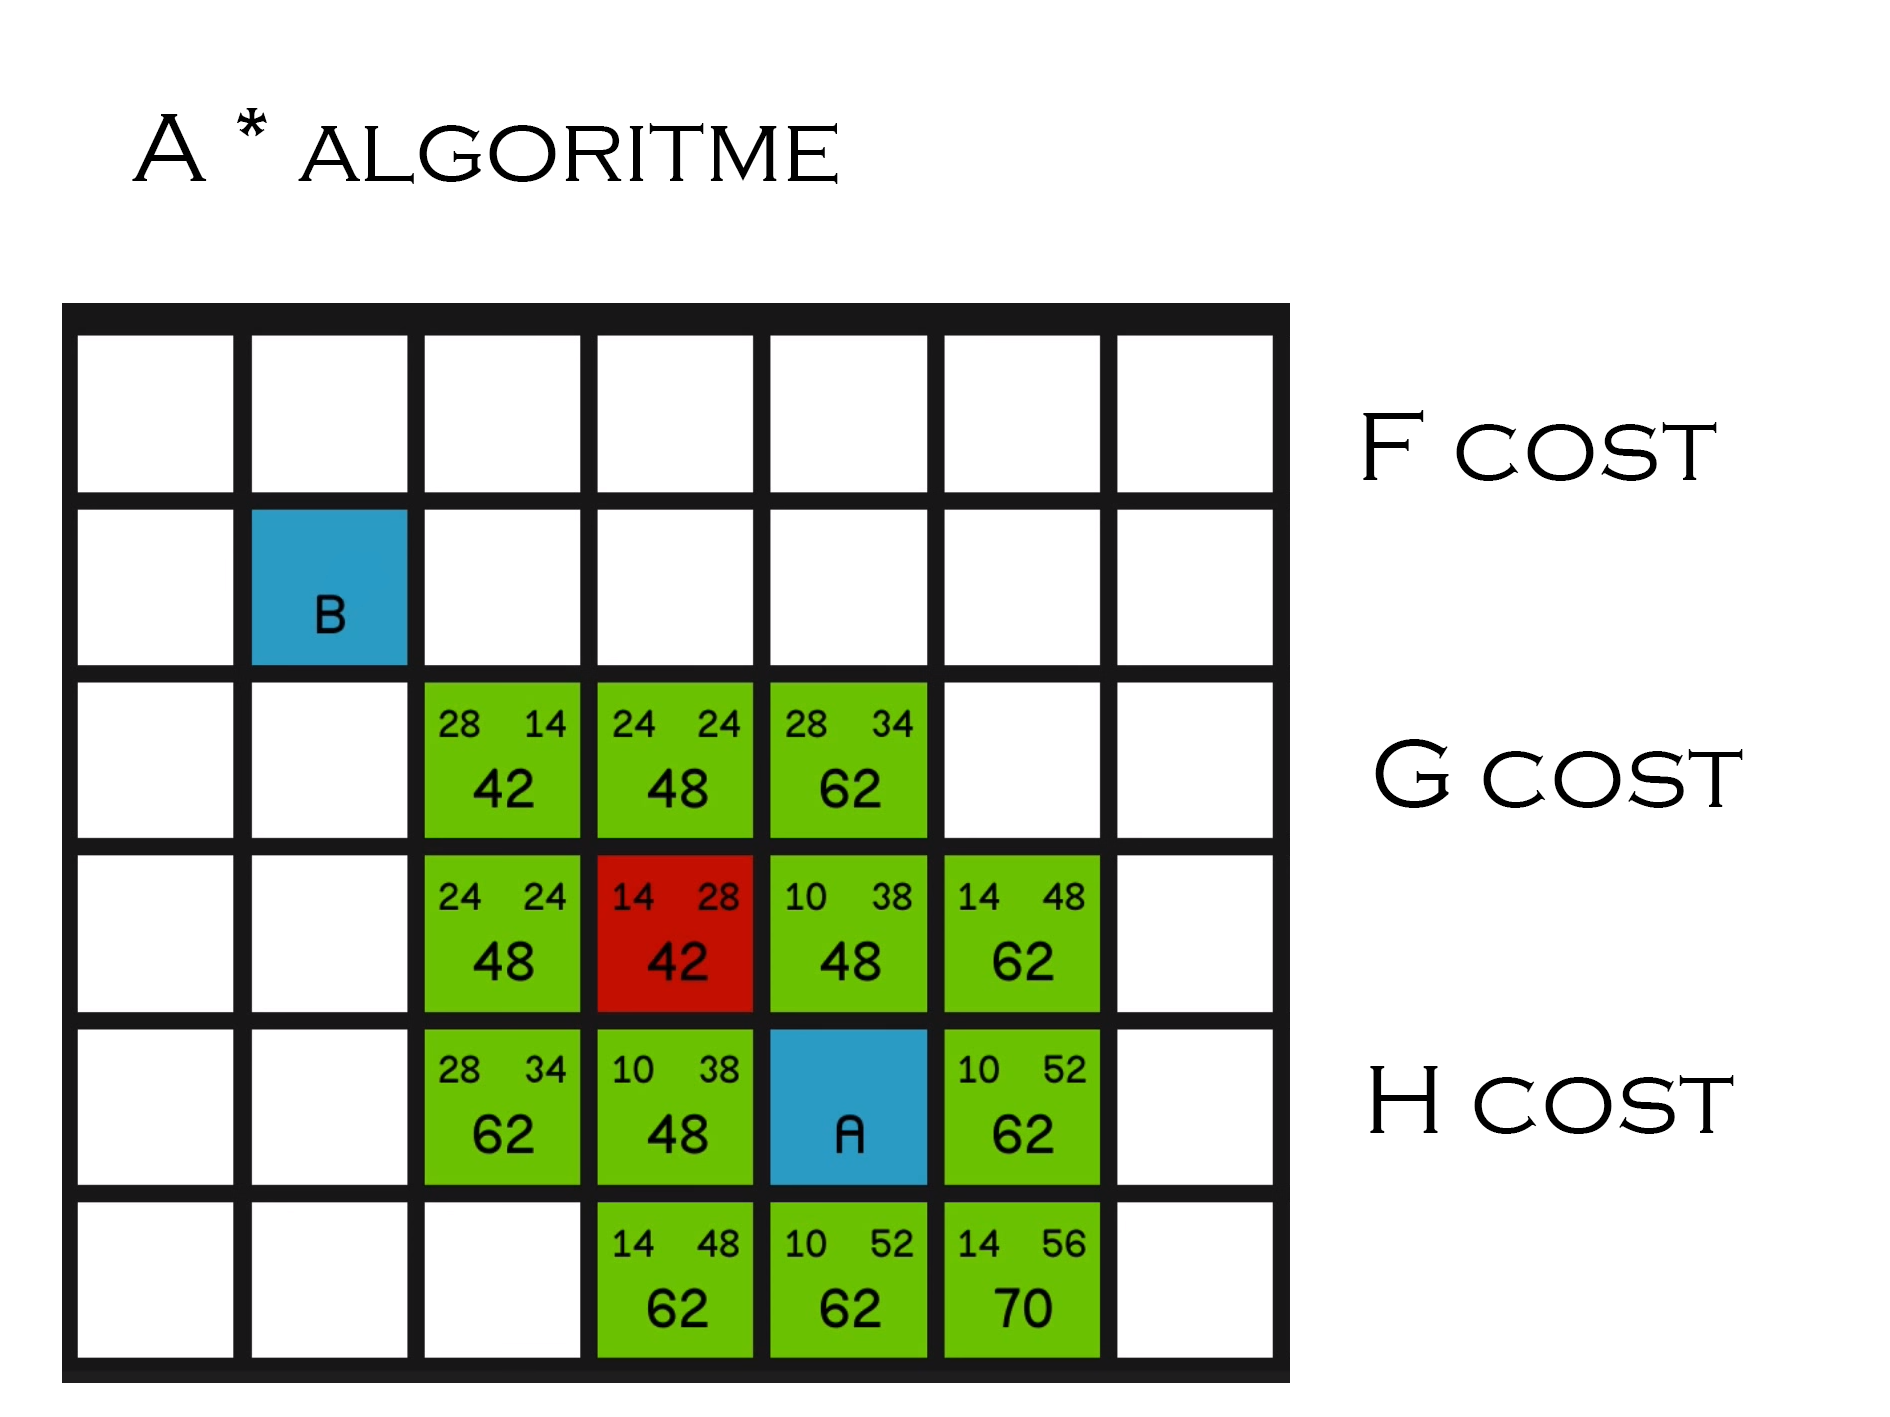 A * ALGORITME
F COST
B
28 14 24 24 28 34
42 48 62
G COST
24 24 14 28 10 38 14 48
48 42 48 62
28 34 10 38 10 52
62 48 A 62
H COST
14 48 10 52 14 56
62 62 70